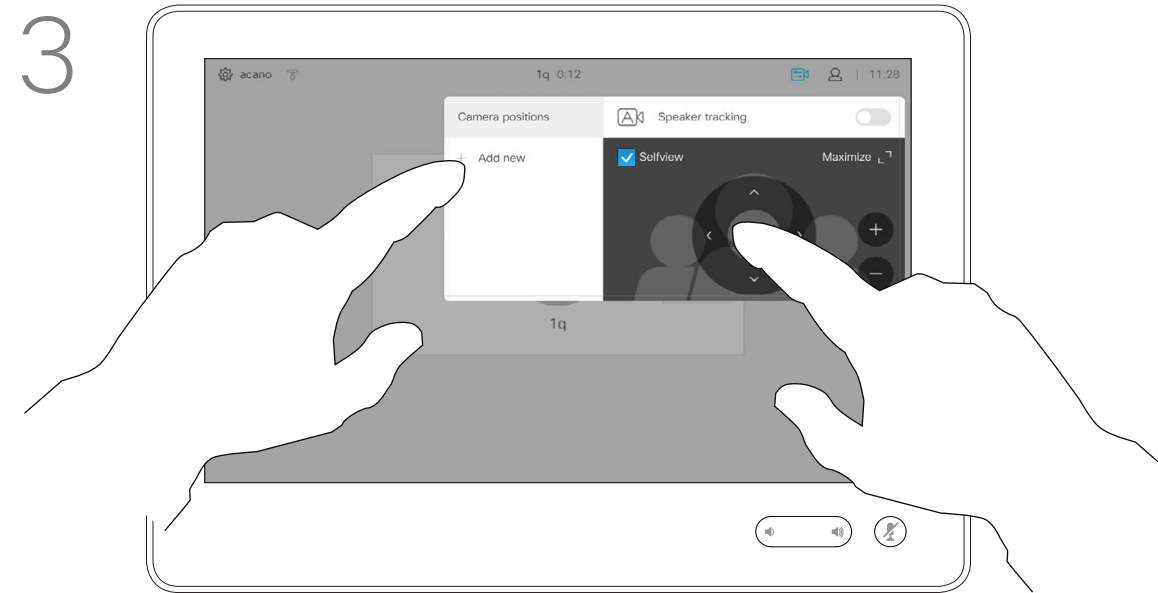 3
acano
1q 0:12
11:28
Camera positions
Speaker tracking
Add new
Selfview
Maximize
1q